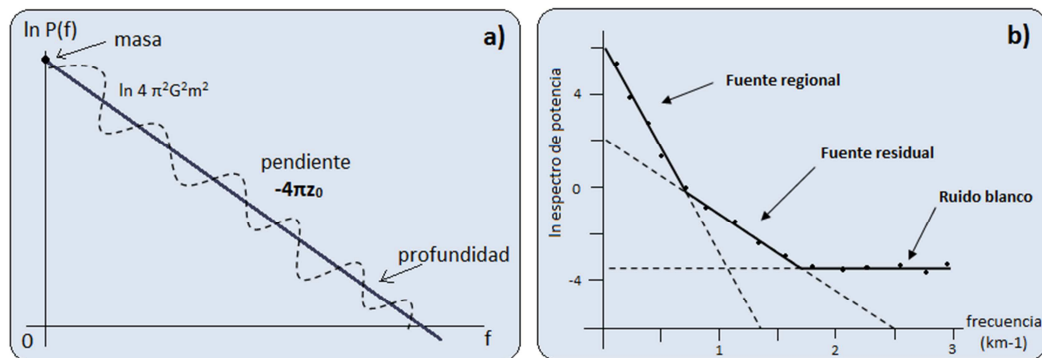 ln P(f)
a)
masa
ln 4 π²G²m²
pendiente
-4πz₀
profundidad
0
f
b)
ln espectro de potencia
4
0
-4
Fuente regional
Fuente residual
Ruido blanco
frecuencia
(km-1)
1
2
3